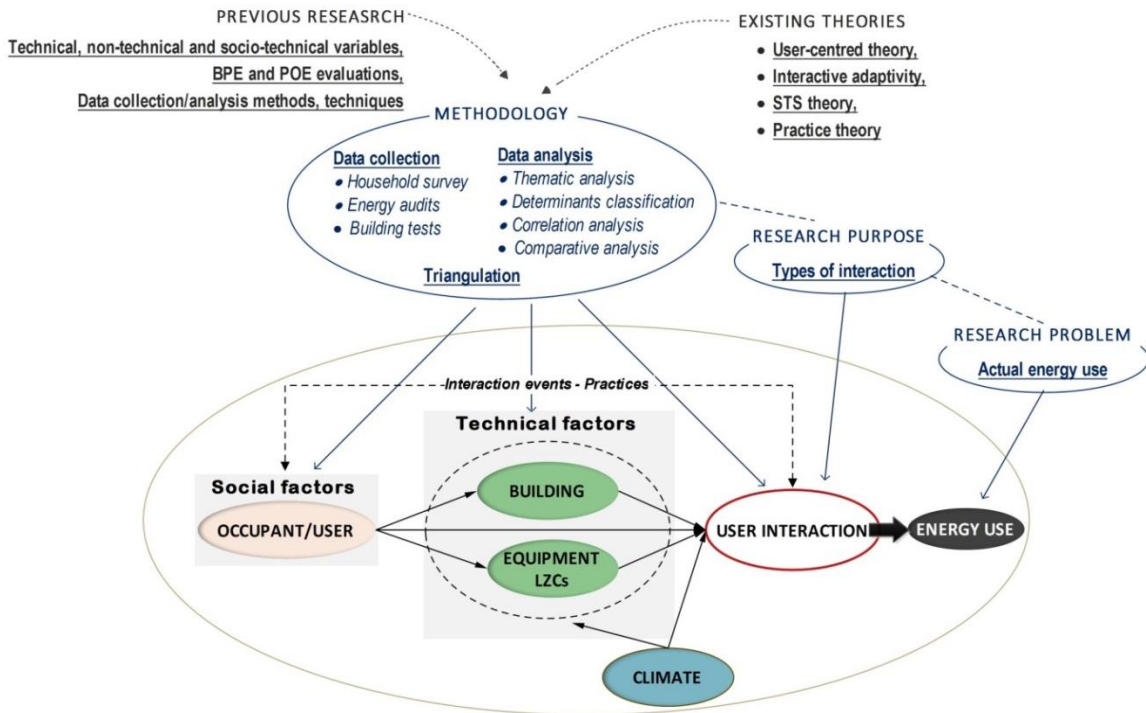 PREVIOUS RESEASRCH
Technical, non-technical and socio-technical variables,
BPE and POE evaluations,
Data collection/analysis methods, techniques
EXISTING THEORIES
● User-centred theory,
● Interactive adaptivity,
● STS theory,
● Practice theory
METHODOLOGY
Data collection
● Household survey
● Energy audits
● Building tests
Data analysis
● Thematic analysis
● Determinants classification
● Correlation analysis
● Comparative analysis
Triangulation
RESEARCH PURPOSE
Types of interaction
RESEARCH PROBLEM
Actual energy use
Interaction events - Practices
Technical factors
Social factors
BUILDING
OCCUPANT/USER
USER INTERACTION
ENERGY USE
EQUIPMENT
LZCs
CLIMATE